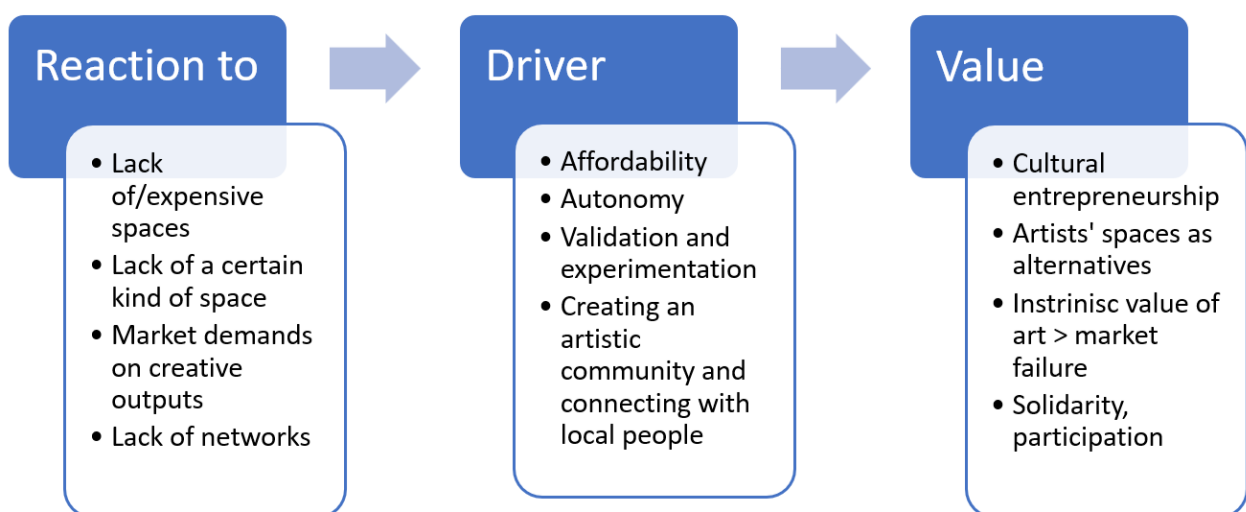 Reaction to
• Lack
of/expensive
spaces
• Lack of a certain
kind of space
• Market demands
on creative
outputs
• Lack of networks
Driver
• Affordability
• Autonomy
• Validation and
experimentation
• Creating an
artistic
community and
connecting with
local people
Value
• Cultural
entrepreneurship
• Artists' spaces as
alternatives
• Instrinisc value of
art > market
failure
• Solidarity,
participation